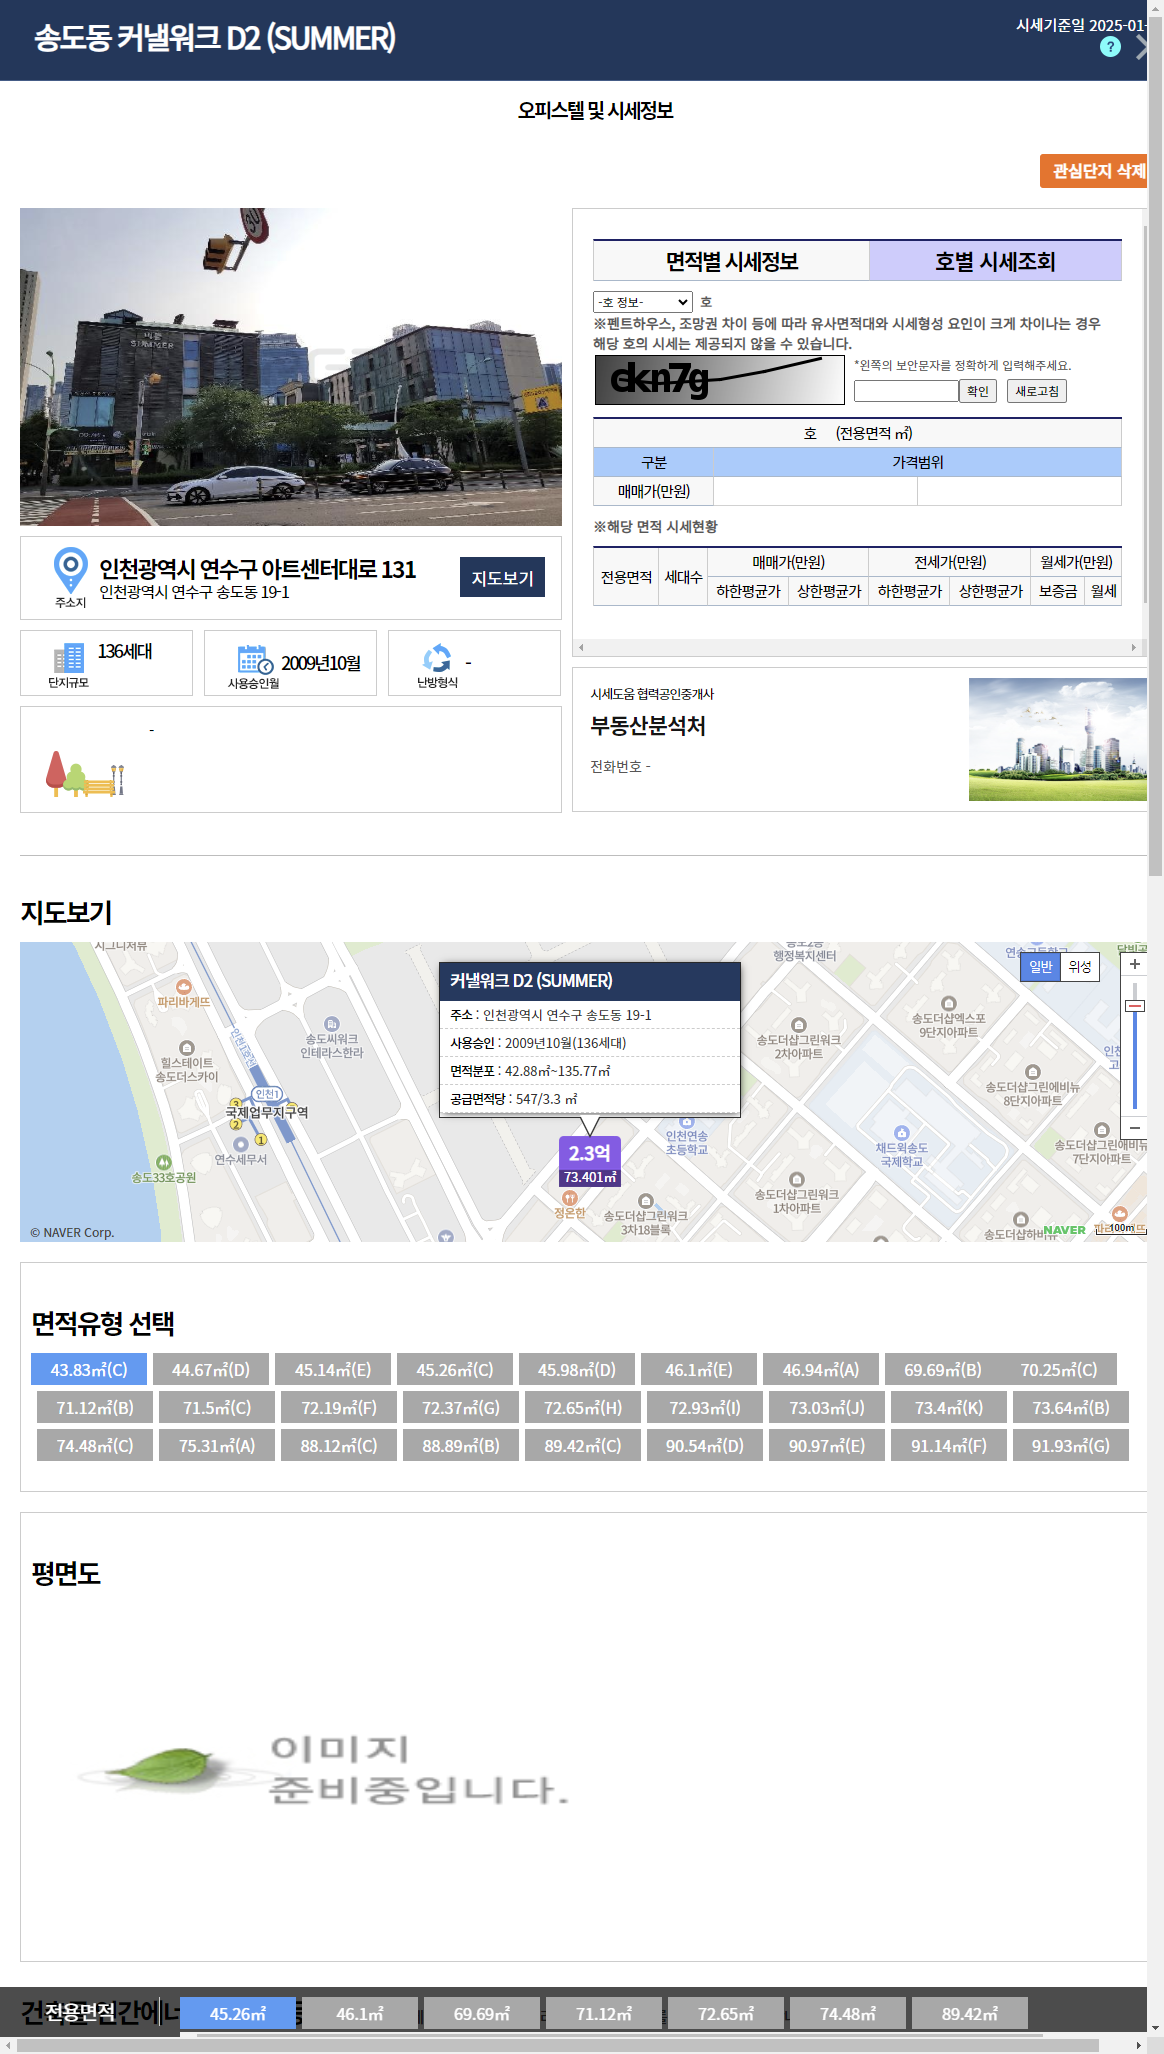 송도동 커낼워크 D2 (SUMMER)
시세기준일 2025-01-
?
오피스텔 및 시세정보
관심단지 삭제
SUMMER
30
면적별 시세정보 호별 시세조회
-호 정보- 호
※펜트하우스, 조망권 차이 등에 따라 유사면적대와 시세형성 요인이 크게 차이나는 경우
해당 호의 시세는 제공되지 않을 수 있습니다.
*왼쪽의 보안문자를 정확하게 입력해주세요.
확인 새로고침
호 (전용면적 ㎡)
구분 가격범위
매매가(만원)
※해당 면적 시세현황
전용면적 세대수 매매가(만원) 전세가(만원) 월세가(만원)
하한평균가 상한평균가 하한평균가 상한평균가 보증금 월세
주소지
인천광역시 연수구 아트센터대로 131
인천광역시 연수구 송도동 19-1
지도보기
단지규모 136세대
사용승인월 2009년10월
난방형식 -
-
시세도움 협력공인중개사
부동산분석처
전화번호 -
지도보기
시그니처뷰
파리바게뜨
힐스테이트
송도더스카이
송도씨워크
인테라스한라
인천1호선
인천1
국제업무지구역
3
2
1
연수세무서
송도33호공원
© NAVER Corp.
커낼워크 D2 (SUMMER)
주소 : 인천광역시 연수구 송도동 19-1
사용승인 : 2009년10월(136세대)
면적분포 : 42.88㎡~135.77㎡
공급면적당 : 547/3.3 ㎡
2.3억
73.401㎡
정온한
송도더샵그린워크
3차18블록
인천연송
초등학교
행정복지센터
송도더샵그린워크
2차아파트
송도더샵그린워크
1차아파트
채드윅송도
국제학교
송도더샵엑스포
9단지아파트
송도더샵그린에비뉴
8단지아파트
송도더샵그린애비뉴
7단지아파트
송도더샵하버뷰
NAVER
100m
일반 위성
+
−
면적유형 선택
43.83㎡(C) 44.67㎡(D) 45.14㎡(E) 45.26㎡(C) 45.98㎡(D) 46.1㎡(E) 46.94㎡(A) 69.69㎡(B) 70.25㎡(C)
71.12㎡(B) 71.5㎡(C) 72.19㎡(F) 72.37㎡(G) 72.65㎡(H) 72.93㎡(I) 73.03㎡(J) 73.4㎡(K) 73.64㎡(B)
74.48㎡(C) 75.31㎡(A) 88.12㎡(C) 88.89㎡(B) 89.42㎡(C) 90.54㎡(D) 90.97㎡(E) 91.14㎡(F) 91.93㎡(G)
평면도
이미지
준비중입니다.
전용면적 45.26㎡ 46.1㎡ 69.69㎡ 71.12㎡ 72.65㎡ 74.48㎡ 89.42㎡